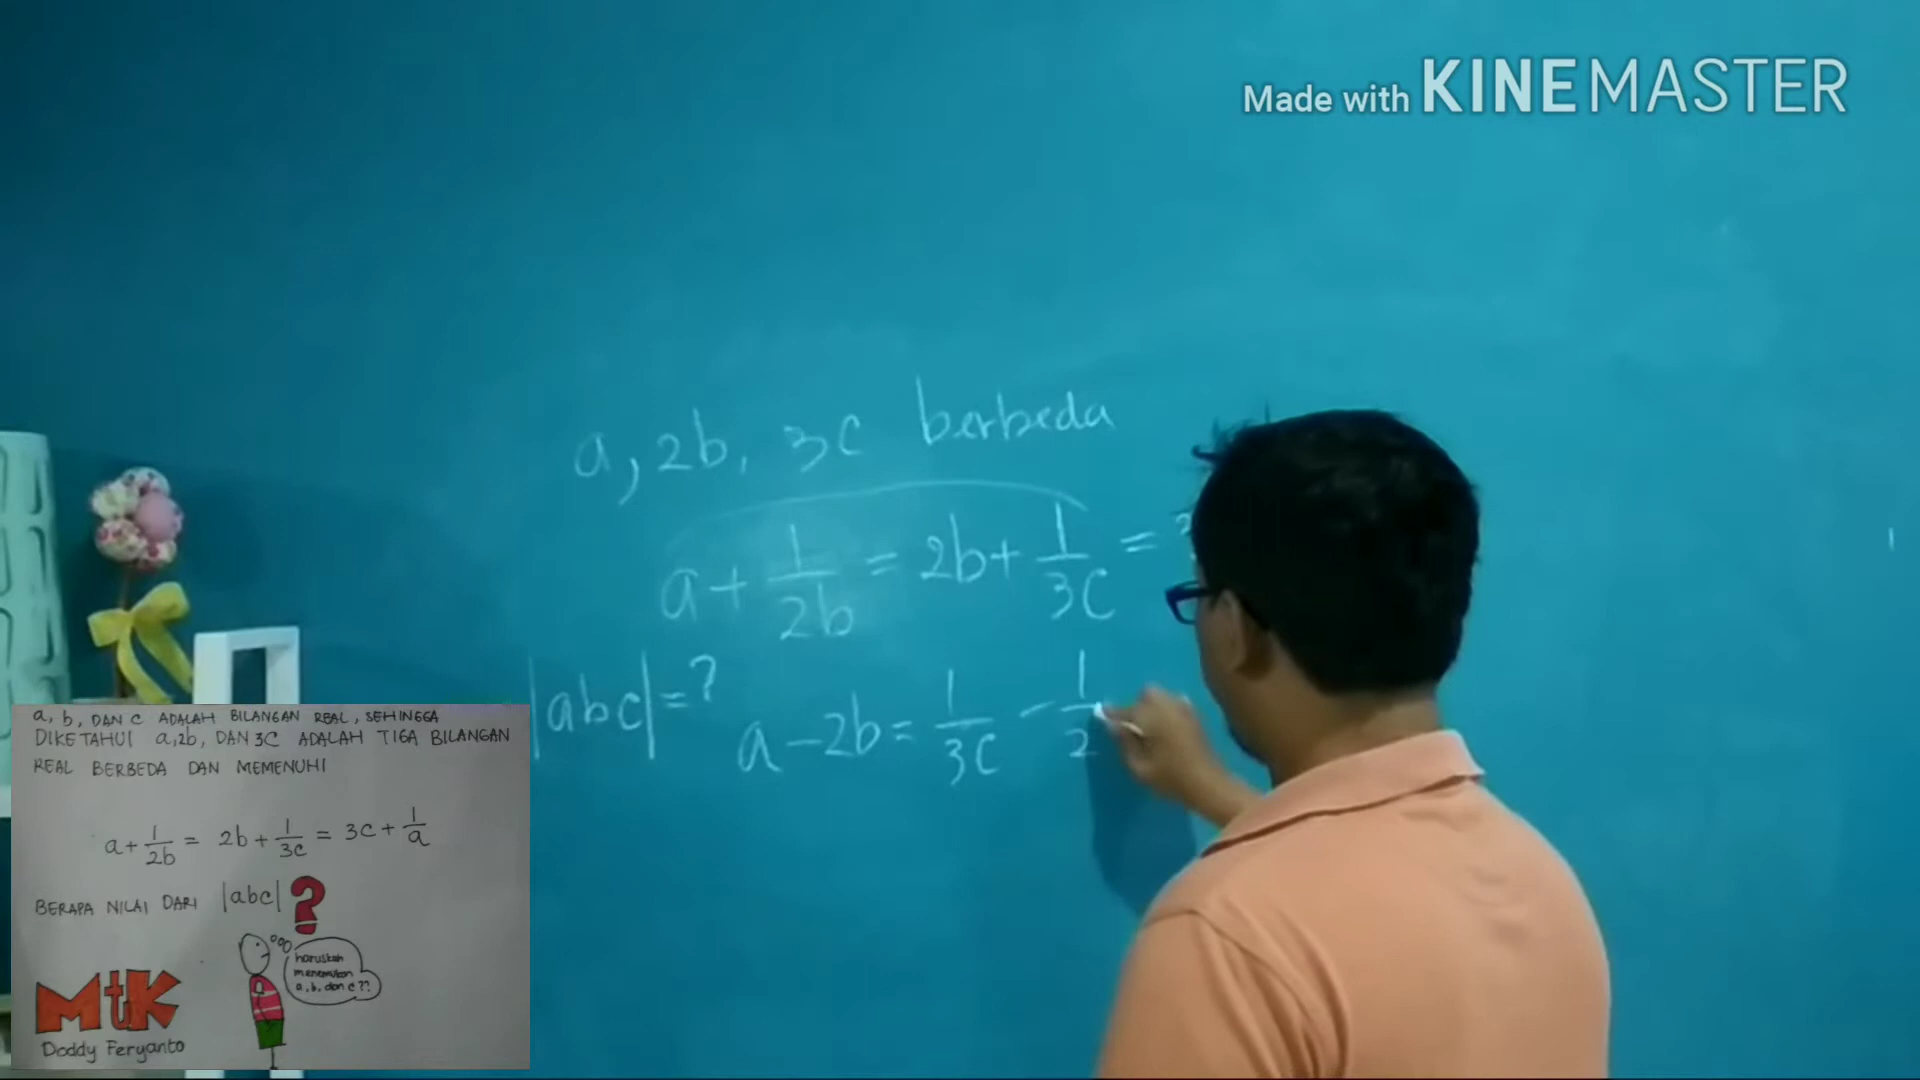 Made with KINEMASTER
a, 2b, 3c berbeda
a + 1/2b = 2b + 1/3c =
|abc| = ?
a - 2b = 1/3c - 1/2
a, b, DAN C ADALAH BILANGAN REAL, SEHINGGA
DIKETAHUI a, 2b, DAN 3C ADALAH TIGA BILANGAN
REAL BERBEDA DAN MEMENUHI
a + 1/2b = 2b + 1/3c = 3c + 1/a
BERAPA NILAI DARI |abc| ?
haruskah
menemukan
a, b, dan c ??
MtK
Doddy Feryanto